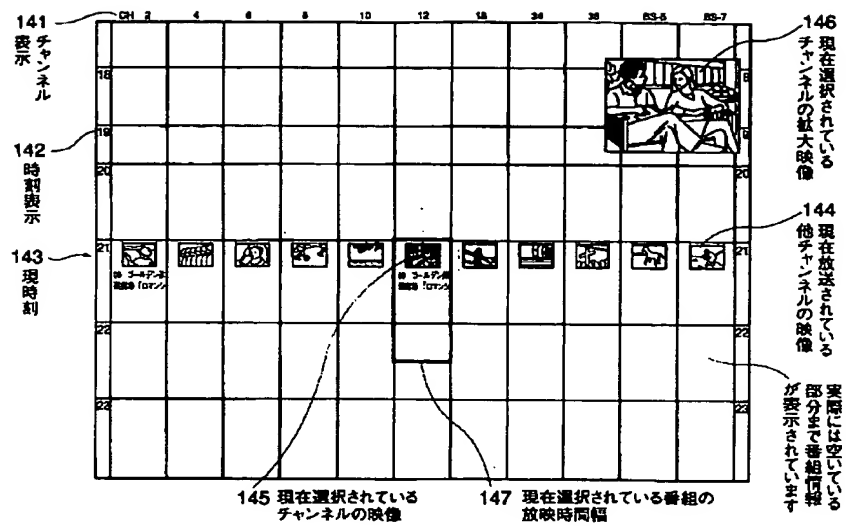 141 チャンネル表示
CH 2 4 6 8 10 12 38 BS-7
146 現在選択されているチャンネルの拡大映像
18
142 時刻表示
19
20 20
144 現在放送されている他チャンネルの映像
143 現時刻
21 21
22 22
23 23
実際には空いている部分まで番組情報が表示されています
145 現在選択されているチャンネルの映像
147 現在選択されている番組の放映時間幅